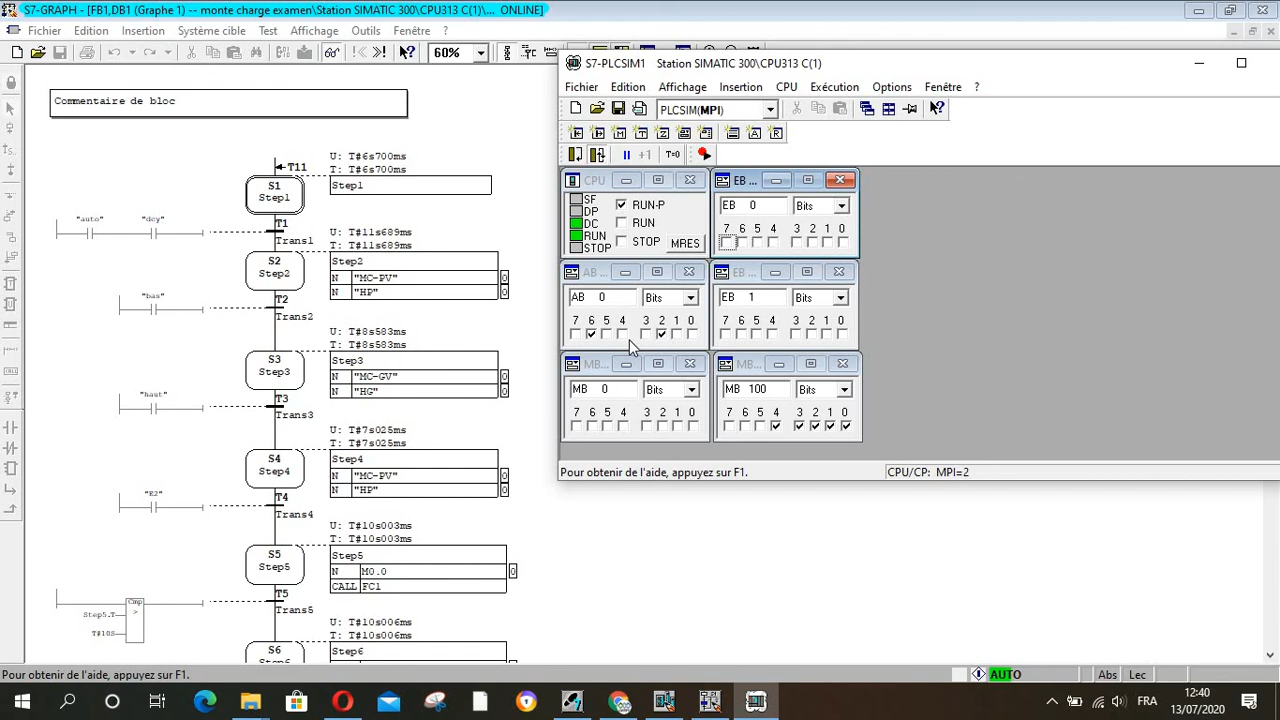 S7-GRAPH - [FB1,DB1 (Graphe 1) -- monte charge examen\Station SIMATIC 300\CPU313 C(1)\... ONLINE]
Fichier Edition Insertion Système cible Test Affichage Outils Fenêtre ?
60%
Commentaire de bloc
T11
S1
Step1
U: T#6s700ms
T: T#6s700ms
Step1
"auto" "dcy"
T1
Trans1
S2
Step2
U: T#11s689ms
T: T#11s689ms
Step2
N "MC-PV" 0
N "HP" 0
"bas"
T2
Trans2
S3
Step3
U: T#8s583ms
T: T#8s583ms
Step3
N "MC-GV" 0
N "HG" 0
"haut"
T3
Trans3
S4
Step4
U: T#7s025ms
T: T#7s025ms
Step4
N "MC-PV" 0
N "HP" 0
"E2"
T4
Trans4
S5
Step5
U: T#10s003ms
T: T#10s003ms
Step5
N M0.0 0
CALL FC1
Cmp
>
Step5.T
T#10S
T5
Trans5
S6
U: T#10s006ms
T: T#10s006ms
Step6
S7-PLCSIM1 Station SIMATIC 300\CPU313 C(1)
Fichier Edition Affichage Insertion CPU Exécution Options Fenêtre ?
PLCSIM(MPI)
+1 T=0
CPU
SF
DP
DC
RUN
STOP
RUN-P
RUN
STOP MRES
EB ...
EB 0 Bits
7 6 5 4 3 2 1 0
AB ...
AB 0 Bits
7 6 5 4 3 2 1 0
EB ...
EB 1 Bits
7 6 5 4 3 2 1 0
MB...
MB 0 Bits
7 6 5 4 3 2 1 0
MB...
MB 100 Bits
7 6 5 4 3 2 1 0
Pour obtenir de l'aide, appuyez sur F1. CPU/CP: MPI=2
Pour obtenir de l'aide, appuyez sur F1. AUTO Abs Lec
FRA
12:40
13/07/2020